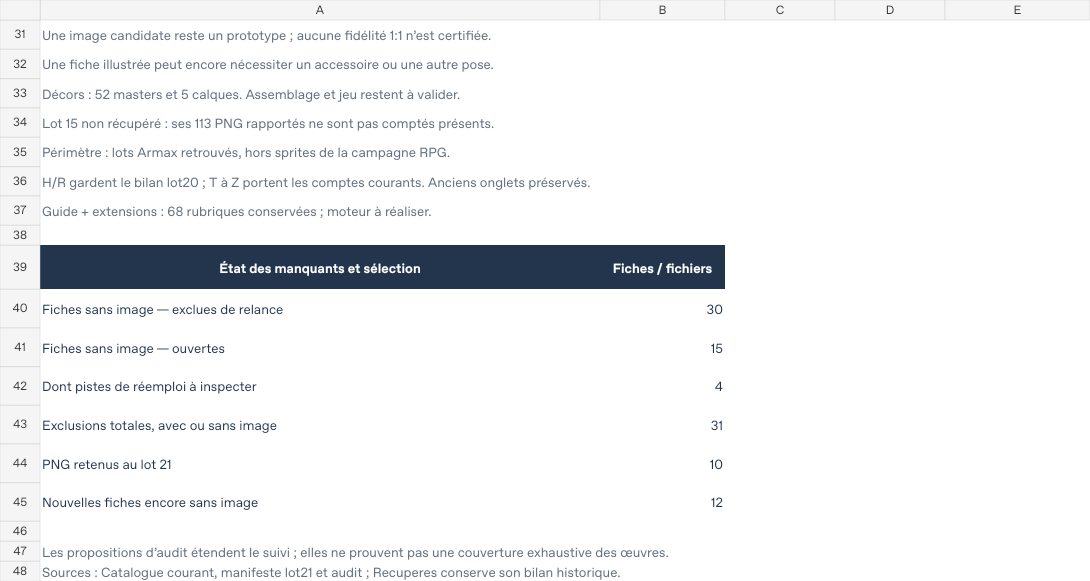 A B C D E
31 Une image candidate reste un prototype ; aucune fidélité 1:1 n’est certifiée.
32 Une fiche illustrée peut encore nécessiter un accessoire ou une autre pose.
33 Décors : 52 masters et 5 calques. Assemblage et jeu restent à valider.
34 Lot 15 non récupéré : ses 113 PNG rapportés ne sont pas comptés présents.
35 Périmètre : lots Armax retrouvés, hors sprites de la campagne RPG.
36 H/R gardent le bilan lot20 ; T à Z portent les comptes courants. Anciens onglets préservés.
37 Guide + extensions : 68 rubriques conservées ; moteur à réaliser.
38
39 État des manquants et sélection Fiches / fichiers
40 Fiches sans image — exclues de relance 30
41 Fiches sans image — ouvertes 15
42 Dont pistes de réemploi à inspecter 4
43 Exclusions totales, avec ou sans image 31
44 PNG retenus au lot 21 10
45 Nouvelles fiches encore sans image 12
46
47 Les propositions d’audit étendent le suivi ; elles ne prouvent pas une couverture exhaustive des œuvres.
48 Sources : Catalogue courant, manifeste lot21 et audit ; Recuperes conserve son bilan historique.